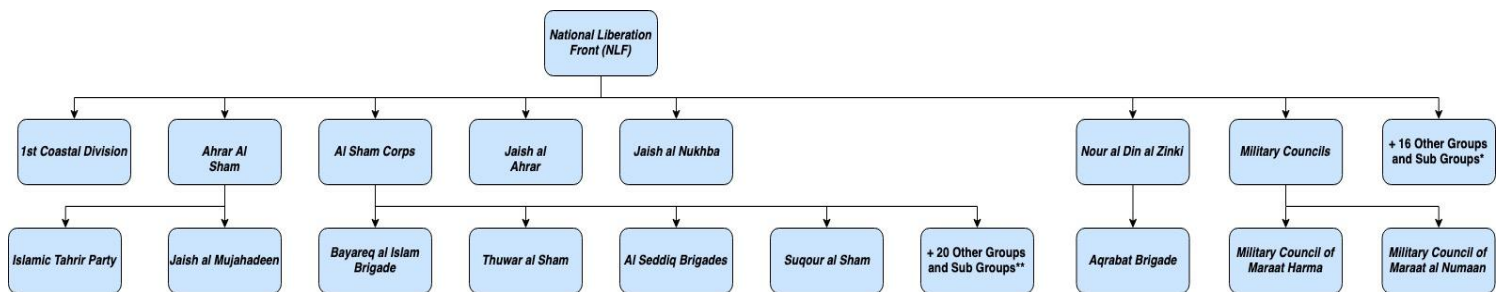 National Liberation
Front (NLF)
1st Coastal Division
Ahrar Al
Sham
Al Sham Corps
Jaish al
Ahrar
Jaish al Nukhba
Nour al Din al Zinki
Military Councils
+ 16 Other Groups
and Sub Groups*
Islamic Tahrir Party
Jaish al Mujahadeen
Bayareq al Islam
Brigade
Thuwar al Sham
Al Seddiq Brigades
Suqour al Sham
+ 20 Other Groups
and Sub Groups**
Aqrabat Brigade
Military Council of
Maraat Harma
Military Council of
Maraat al Numaan